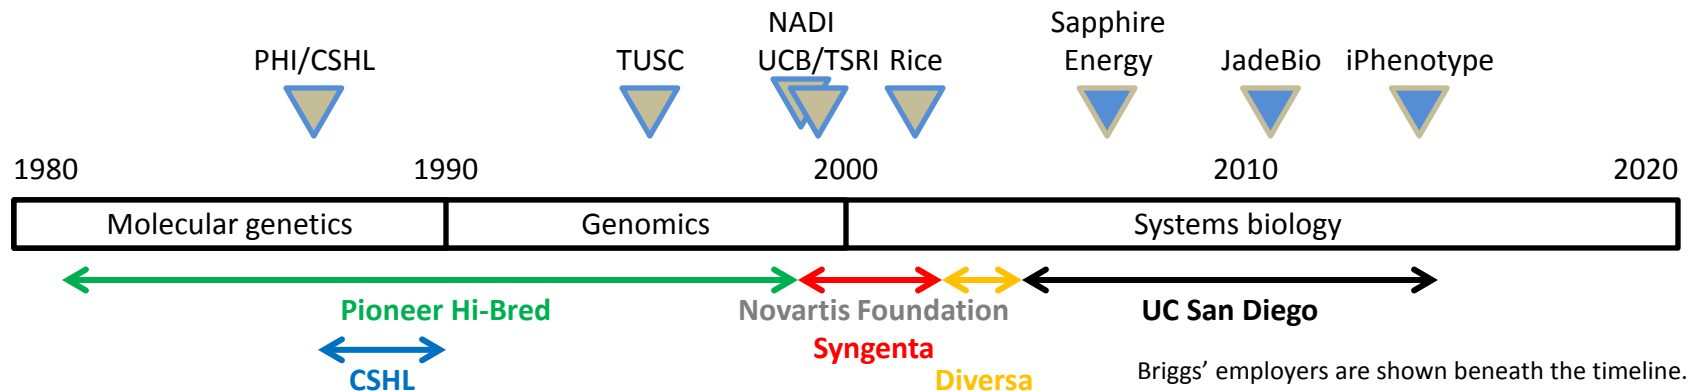 NADI
Sapphire
PHI/CSHL
TUSC
UCB/TSRI
Rice
Energy
JadeBio
iPhenotype
1980
1990
2000
2010
2020
Molecular genetics
Genomics
Systems biology
Pioneer Hi-Bred
Novartis Foundation
UC San Diego
Syngenta
CSHL
Diversa
Briggs’ employers are shown beneath the timeline.